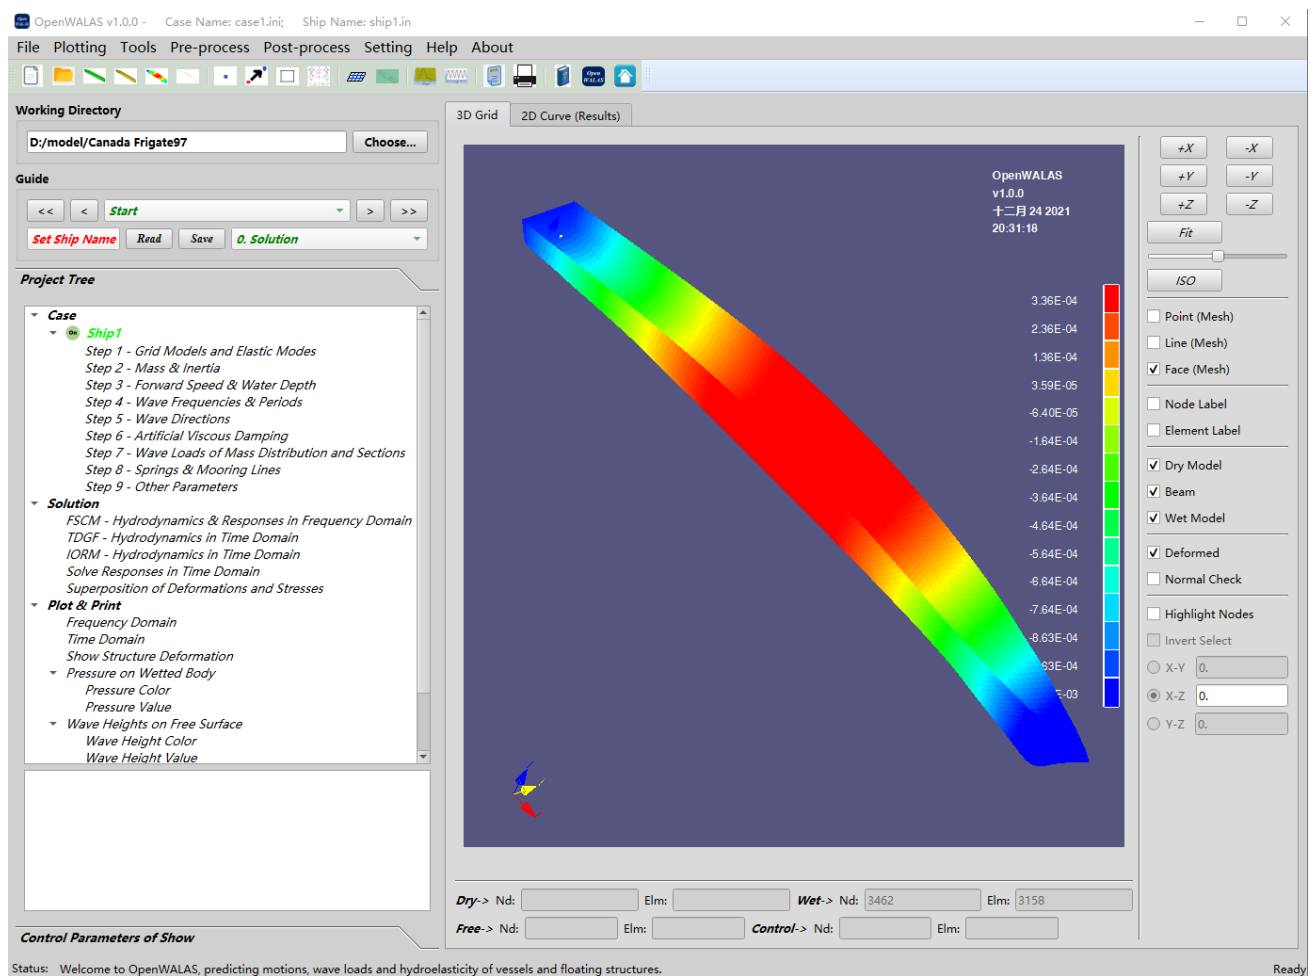 OpenWALAS v1.0.0 - Case Name: case1.ini; Ship Name: ship1.in
File Plotting Tools Pre-process Post-process Setting Help About
Open WALAS
Working Directory
D:/model/Canada Frigate97 Choose...
Guide
<< < Start > >>
Set Ship Name Read Save 0. Solution
Project Tree
Case
On Ship1
Step 1 - Grid Models and Elastic Modes
Step 2 - Mass & Inertia
Step 3 - Forward Speed & Water Depth
Step 4 - Wave Frequencies & Periods
Step 5 - Wave Directions
Step 6 - Artificial Viscous Damping
Step 7 - Wave Loads of Mass Distribution and Sections
Step 8 - Springs & Mooring Lines
Step 9 - Other Parameters
Solution
FSCM - Hydrodynamics & Responses in Frequency Domain
TDGF - Hydrodynamics in Time Domain
IORM - Hydrodynamics in Time Domain
Solve Responses in Time Domain
Superposition of Deformations and Stresses
Plot & Print
Frequency Domain
Time Domain
Show Structure Deformation
Pressure on Wetted Body
Pressure Color
Pressure Value
Wave Heights on Free Surface
Wave Height Color
Wave Height Value
Control Parameters of Show
3D Grid 2D Curve (Results)
OpenWALAS
v1.0.0
十二月 24 2021
20:31:18
3.36E-04
2.36E-04
1.36E-04
3.59E-05
-6.40E-05
-1.64E-04
-2.64E-04
-3.64E-04
-4.64E-04
-5.64E-04
-6.64E-04
-7.64E-04
-8.63E-04
63E-04
E-03
+X -X
+Y -Y
+Z -Z
Fit
ISO
Point (Mesh)
Line (Mesh)
Face (Mesh)
Node Label
Element Label
Dry Model
Beam
Wet Model
Deformed
Normal Check
Highlight Nodes
Invert Select
X-Y 0.
X-Z 0.
Y-Z 0.
Dry-> Nd: Elm: Wet-> Nd: 3462 Elm: 3158
Free-> Nd: Elm: Control-> Nd: Elm:
Status: Welcome to OpenWALAS, predicting motions, wave loads and hydroelasticity of vessels and floating structures. Ready